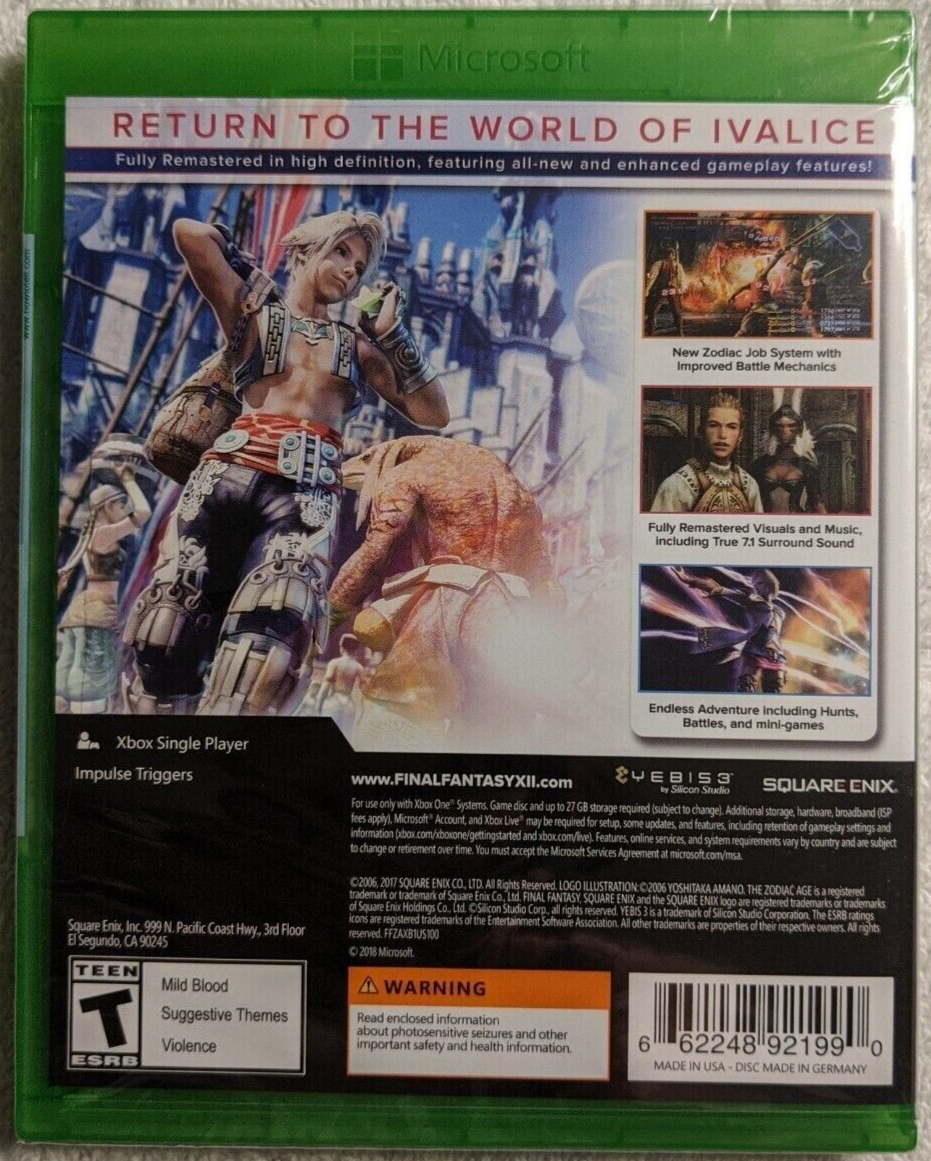 Microsoft
RETURN TO THE WORLD OF IVALICE
Fully Remastered in high definition, featuring all-new and enhanced gameplay features!
New Zodiac Job System with
Improved Battle Mechanics
Fully Remastered Visuals and Music,
including True 7.1 Surround Sound
Endless Adventure including Hunts,
Battles, and mini-games
Xbox Single Player
Impulse Triggers
www.FINALFANTASYXII.com
YEBIS 3™
by Silicon Studio
SQUARE ENIX.
For use only with Xbox One® Systems. Game disc and up to 27 GB storage required (subject to change). Additional storage, hardware, broadband (ISP
fees apply), Microsoft® Account, and Xbox Live® may be required for setup, some updates, and features, including retention of gameplay settings and
information (xbox.com/xboxone/gettingstarted and xbox.com/live). Features, online services, and system requirements vary by country and are subject
to change or retirement over time. You must accept the Microsoft Services Agreement at microsoft.com/msa.
©2006, 2017 SQUARE ENIX CO., LTD. All Rights Reserved. LOGO ILLUSTRATION:©2006 YOSHITAKA AMANO. THE ZODIAC AGE is a registered
trademark or trademark of Square Enix Co., Ltd. FINAL FANTASY, SQUARE ENIX and the SQUARE ENIX logo are registered trademarks or trademarks
of Square Enix Holdings Co., Ltd. ©Silicon Studio Corp., all rights reserved. YEBIS 3 is a trademark of Silicon Studio Corporation. The ESRB ratings
icons are registered trademarks of the Entertainment Software Association. All other trademarks are properties of their respective owners. All rights
reserved. FFZAXB1US100
© 2018 Microsoft.
Square Enix, Inc. 999 N. Pacific Coast Hwy., 3rd Floor
El Segundo, CA 90245
TEEN
T
ESRB
Mild Blood
Suggestive Themes
Violence
WARNING
Read enclosed information
about photosensitive seizures and other
important safety and health information.
6 62248 92199 0
MADE IN USA - DISC MADE IN GERMANY